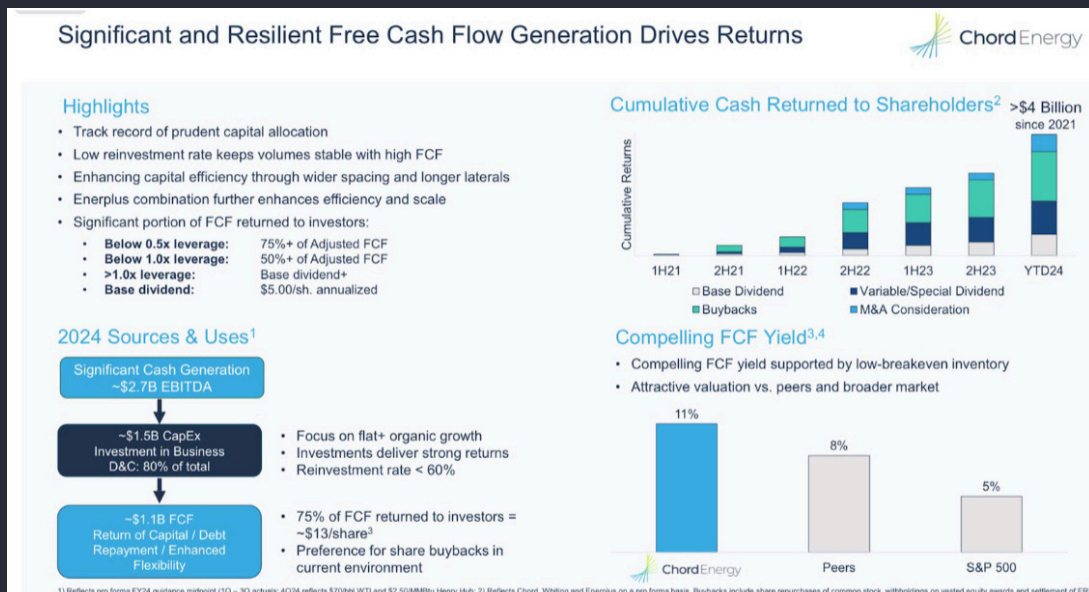 Significant and Resilient Free Cash Flow Generation Drives Returns
Chord Energy
Highlights
• Track record of prudent capital allocation
• Low reinvestment rate keeps volumes stable with high FCF
• Enhancing capital efficiency through wider spacing and longer laterals
• Enerplus combination further enhances efficiency and scale
• Significant portion of FCF returned to investors:
• Below 0.5x leverage: 75%+ of Adjusted FCF
• Below 1.0x leverage: 50%+ of Adjusted FCF
• >1.0x leverage: Base dividend+
• Base dividend: $5.00/sh. annualized
Cumulative Cash Returned to Shareholders2
>$4 Billion
since 2021
Cumulative Returns
1H21 2H21 1H22 2H22 1H23 2H23 YTD24
Base Dividend Variable/Special Dividend
Buybacks M&A Consideration
2024 Sources & Uses1
Significant Cash Generation
~$2.7B EBITDA
~$1.5B CapEx
Investment in Business
D&C: 80% of total
• Focus on flat+ organic growth
• Investments deliver strong returns
• Reinvestment rate < 60%
~$1.1B FCF
Return of Capital / Debt
Repayment / Enhanced
Flexibility
• 75% of FCF returned to investors =
~$13/share3
• Preference for share buybacks in
current environment
Compelling FCF Yield3,4
• Compelling FCF yield supported by low-breakeven inventory
• Attractive valuation vs. peers and broader market
11%
8%
5%
Chord Energy Peers S&P 500